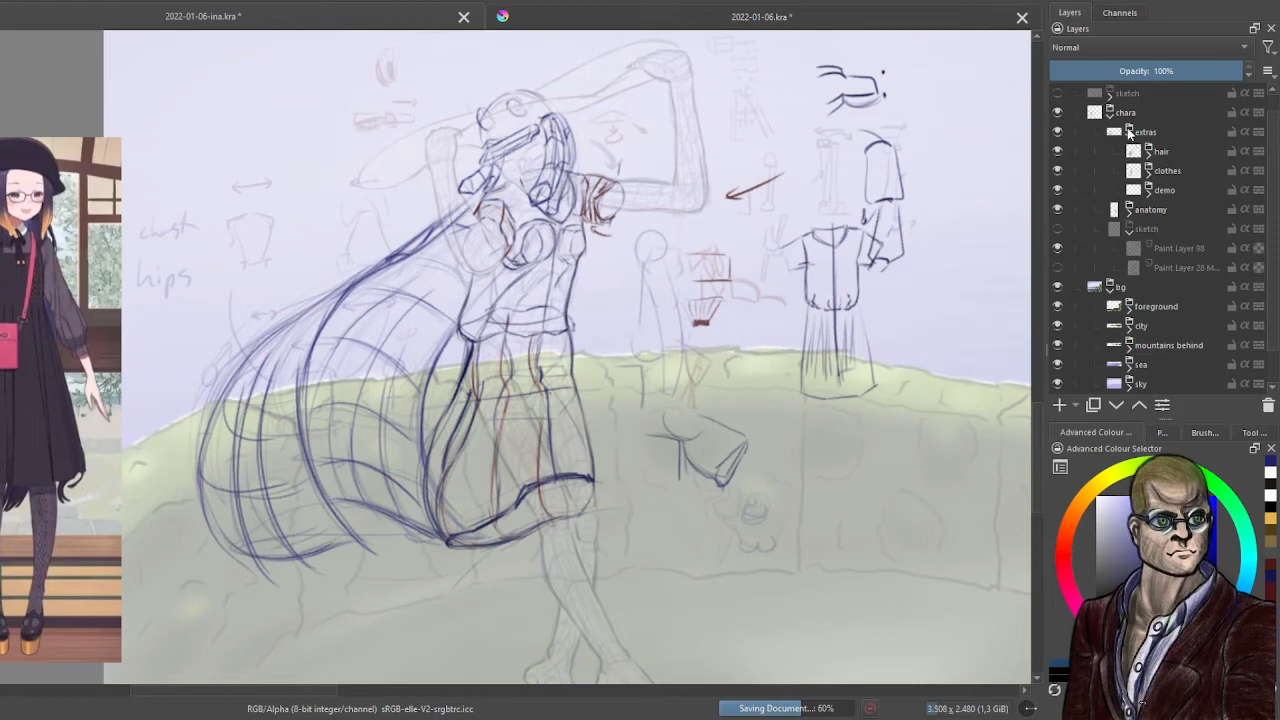 2022-01-06-ina.kra *
2022-01-06.kra *
Layers
Channels
Layers
Normal
Opacity: 100%
sketch
chara
extras
hair
clothes
demo
anatomy
sketch
Paint Layer 98
Paint Layer 28 M...
bg
foreground
city
mountains behind
sea
sky
Advanced Colour ...
P...
Brush...
Tool ...
Advanced Colour Selector
chest
hips
RGB/Alpha (8-bit integer/channel) sRGB-elle-V2-srgbtrc.icc
Saving Document...: 60%
3.508 x 2.480 (1,3 GiB)